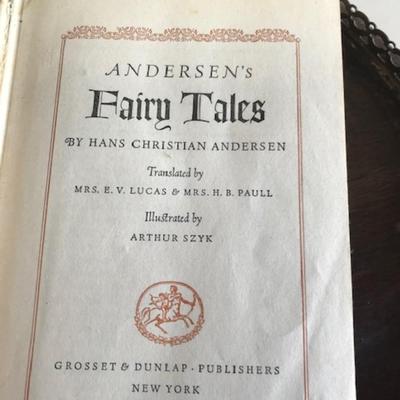 ANDERSEN'S
Fairy Tales
BY HANS CHRISTIAN ANDERSEN
Translated by
MRS. E. V. LUCAS & MRS. H. B. PAULL
Illustrated by
ARTHUR SZYK
GROSSET & DUNLAP · PUBLISHERS
NEW YORK